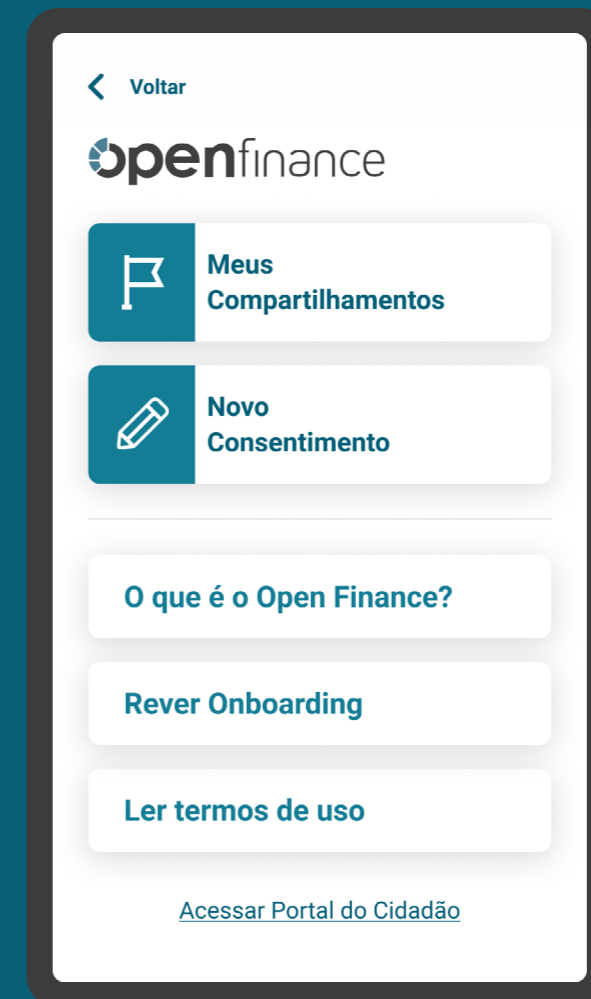 Voltar
openfinance
Meus
Compartilhamentos
Novo
Consentimento
O que é o Open Finance?
Rever Onboarding
Ler termos de uso
Acessar Portal do Cidadão